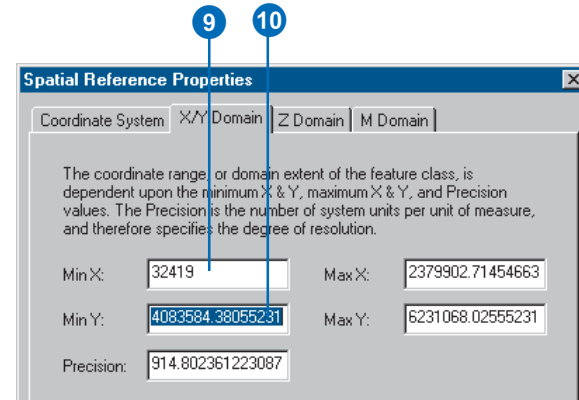 9 10
Spatial Reference Properties
Coordinate System X/Y Domain Z Domain M Domain
The coordinate range, or domain extent of the feature class, is
dependent upon the minimum X & Y, maximum X & Y, and Precision
values. The Precision is the number of system units per unit of measure,
and therefore specifies the degree of resolution.
Min X: 32419 Max X: 2379902.71454663
Min Y: 4083584.38055231 Max Y: 6231068.02555231
Precision: 914.802361223087